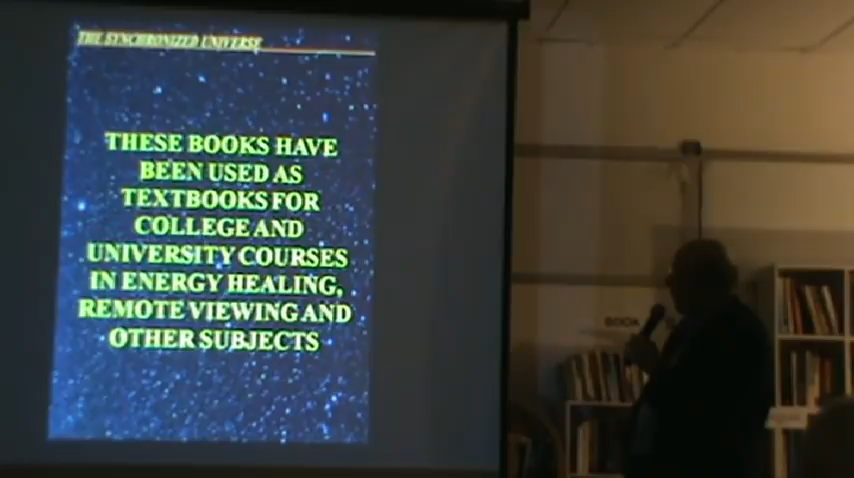 THE SYNCHRONIZED UNIVERSE
THESE BOOKS HAVE
BEEN USED AS
TEXTBOOKS FOR
COLLEGE AND
UNIVERSITY COURSES
IN ENERGY HEALING,
REMOTE VIEWING AND
OTHER SUBJECTS
BOOK